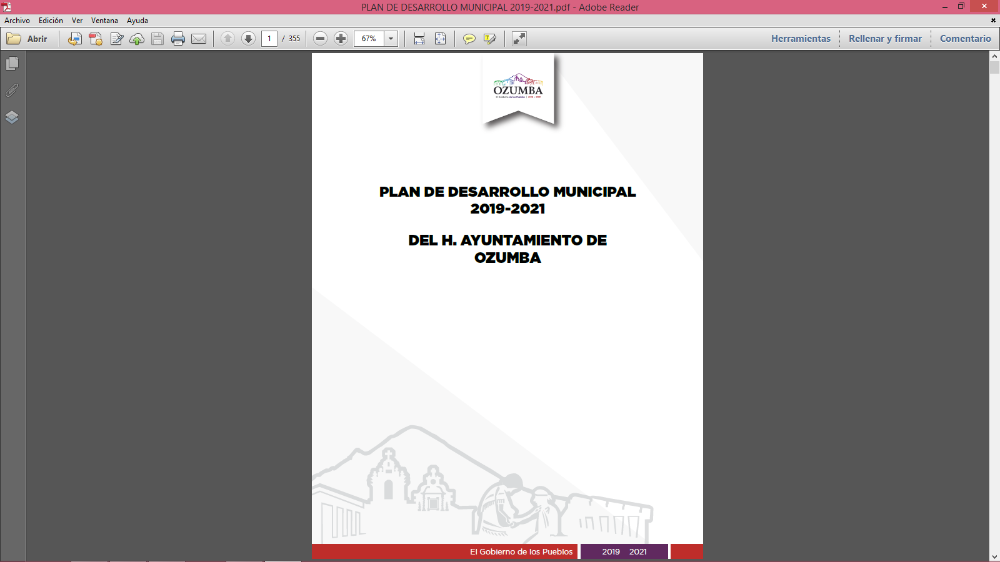 PLAN DE DESARROLLO MUNICIPAL 2019-2021.pdf - Adobe Reader
Archivo Edición Ver Ventana Ayuda
Abrir 1 / 355 67% Herramientas Rellenar y firmar Comentario
OZUMBA
El Gobierno de los Pueblos | 2019 • 2021
PLAN DE DESARROLLO MUNICIPAL
2019-2021
DEL H. AYUNTAMIENTO DE
OZUMBA
El Gobierno de los Pueblos 2019 2021